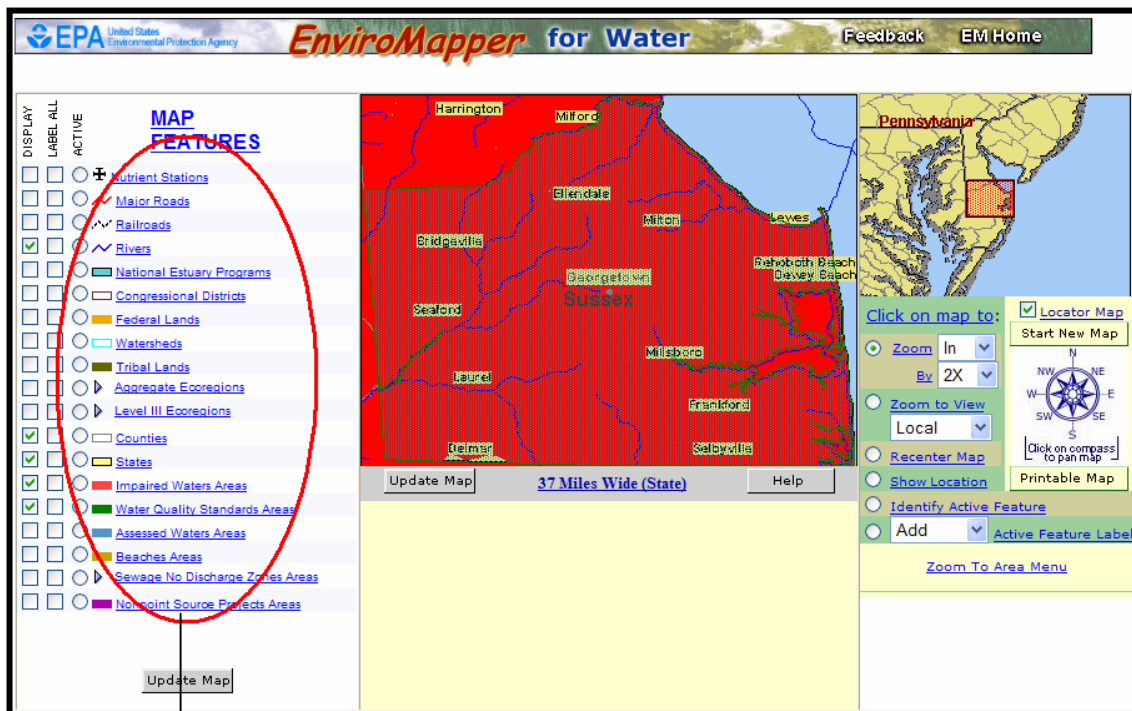 EPA United States
Environmental Protection Agency
EnviroMapper for Water
Feedback EM Home
DISPLAY
LABEL ALL
ACTIVE
MAP
FEATURES
Nutrient Stations
Major Roads
Railroads
Rivers
National Estuary Programs
Congressional Districts
Federal Lands
Watersheds
Tribal Lands
Aggregate Ecoregions
Level III Ecoregions
Counties
States
Impaired Waters Areas
Water Quality Standards Areas
Assessed Waters Areas
Beaches Areas
Sewage No Discharge Zones Areas
Nonpoint Source Projects Areas
Update Map
Harrington
Milford
Ellendale
Milton
Lewes
Bridgeville
Rehoboth Beach
Dewey Beach
Georgetown
Sussex
Seaford
Millsboro
Laurel
Frankford
Delmar
Selbyville
Update Map 37 Miles Wide (State) Help
Pennsylvania
Click on map to:
Zoom In
By 2X
Zoom to View
Local
Recenter Map
Show Location
Identify Active Feature
Add Active Feature Label
Zoom To Area Menu
Locator Map
Start New Map
N
NW NE
W E
SW SE
S
Click on compass
to pan map
Printable Map